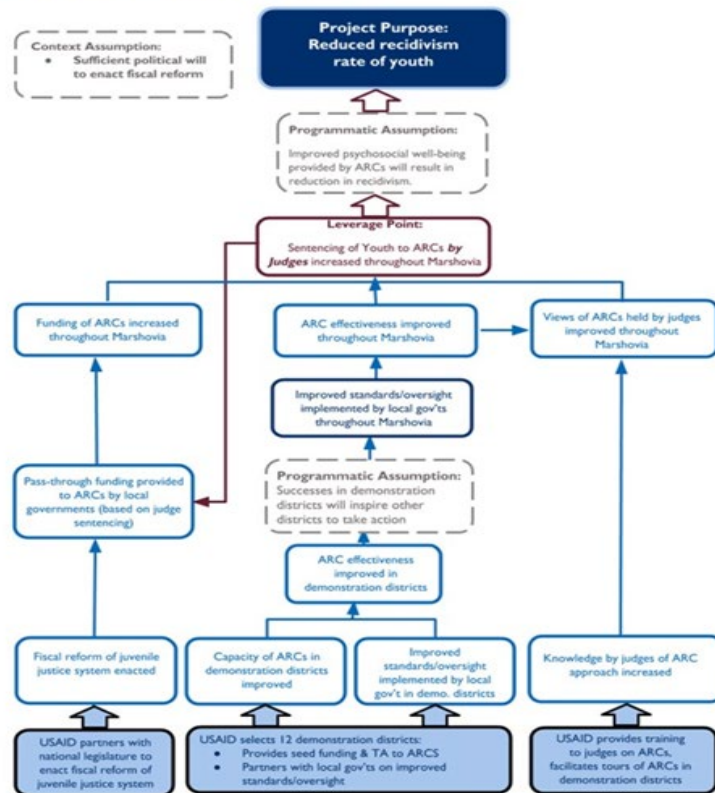 Project Purpose:
Reduced recidivism
rate of youth
Context Assumption:
• Sufficient political will
to enact fiscal reform
Programmatic Assumption:
Improved psychosocial well-being
provided by ARCs will result in
reduction in recidivism.
Leverage Point:
Sentencing of Youth to ARCs by
Judges increased throughout Marshovia
Funding of ARCs increased
throughout Marshovia
ARC effectiveness improved
throughout Marshovia
Views of ARCs held by judges
improved throughout
Marshovia
Improved standards/oversight
implemented by local gov'ts
throughout Marshovia
Pass-through funding provided
to ARCs by local
governments (based on judge
sentencing)
Programmatic Assumption:
Successes in demonstration
districts will inspire other
districts to take action
ARC effectiveness
improved in
demonstration districts
Fiscal reform of juvenile
justice system enacted
Capacity of ARCs in
demonstration districts
improved
Improved
standards/oversight
implemented by local
gov't in demo. districts
Knowledge by judges of ARC
approach increased
USAID partners with
national legislature to
enact fiscal reform of
juvenile justice system
USAID selects 12 demonstration districts:
• Provides seed funding & TA to ARCS
• Partners with local gov'ts on improved
standards/oversight
USAID provides training
to judges on ARCs,
facilitates tours of ARCs in
demonstration districts